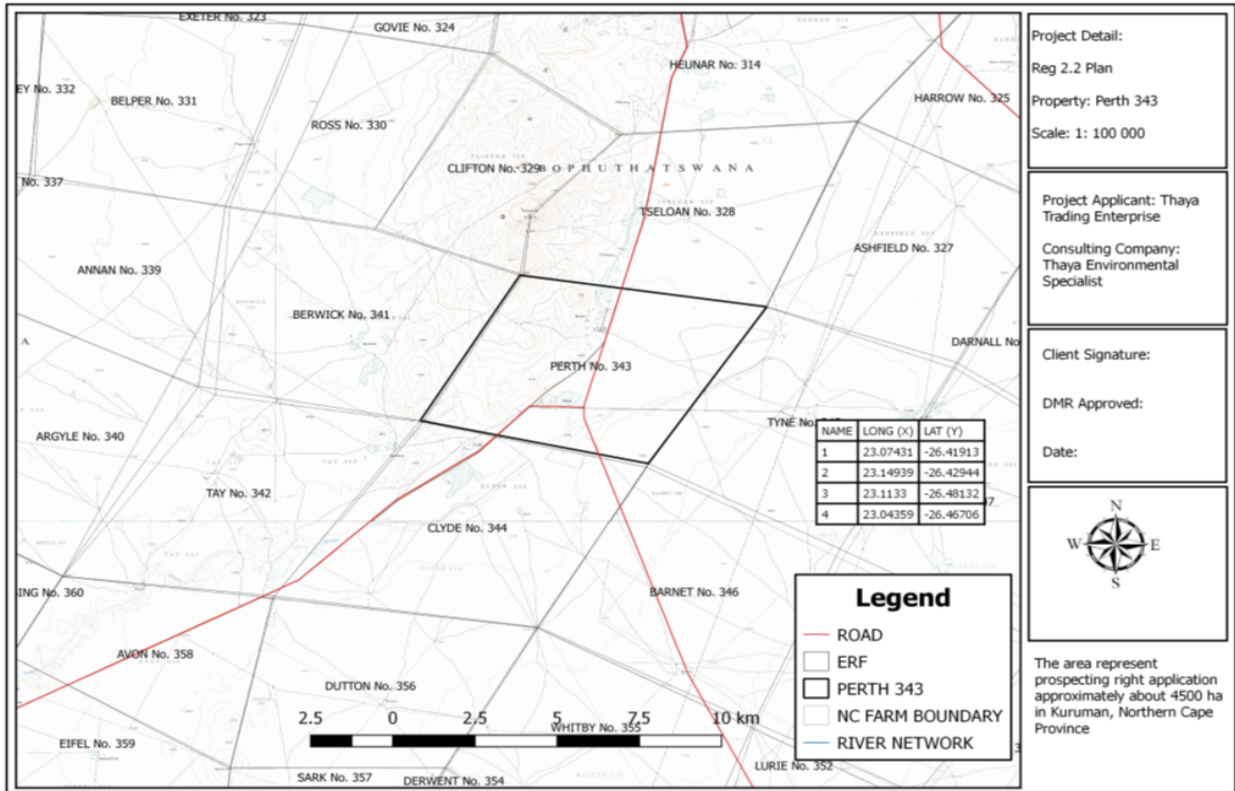 EXETER No. 323
GOVIE No. 324
HEUNAR No. 314
EY No. 332
BELPER No. 331
HARROW No. 325
ROSS No. 330
CLIFTON No. 329
BOPHUTHATSWANA
No. 337
TSELOAN No. 328
ASHFIELD No. 327
ANNAN No. 339
BERWICK No. 341
A
DARNALL No
PERTH No. 343
ARGYLE No. 340
TYNE No.
TAY No. 342
CLYDE No. 344
NAME LONG (X) LAT (Y)
1 23.07431 -26.41913
2 23.14939 -26.42944
3 23.1133 -26.48132
4 23.04359 -26.46706
SING No. 360
BARNET No. 346
AVON No. 358
DUTTON No. 356
WHITBY No. 355
EIFEL No. 359
SARK No. 357
DERWENT No. 354
LURIE No. 352
2.5 0 2.5 5 7.5 10 km
Legend
ROAD
ERF
PERTH 343
NC FARM BOUNDARY
RIVER NETWORK
Project Detail:
Reg 2.2 Plan
Property: Perth 343
Scale: 1: 100 000
Project Applicant: Thaya
Trading Enterprise
Consulting Company:
Thaya Environmental
Specialist
Client Signature:
DMR Approved:
Date:
N
W E
S
The area represent
prospecting right application
approximately about 4500 ha
in Kuruman, Northern Cape
Province